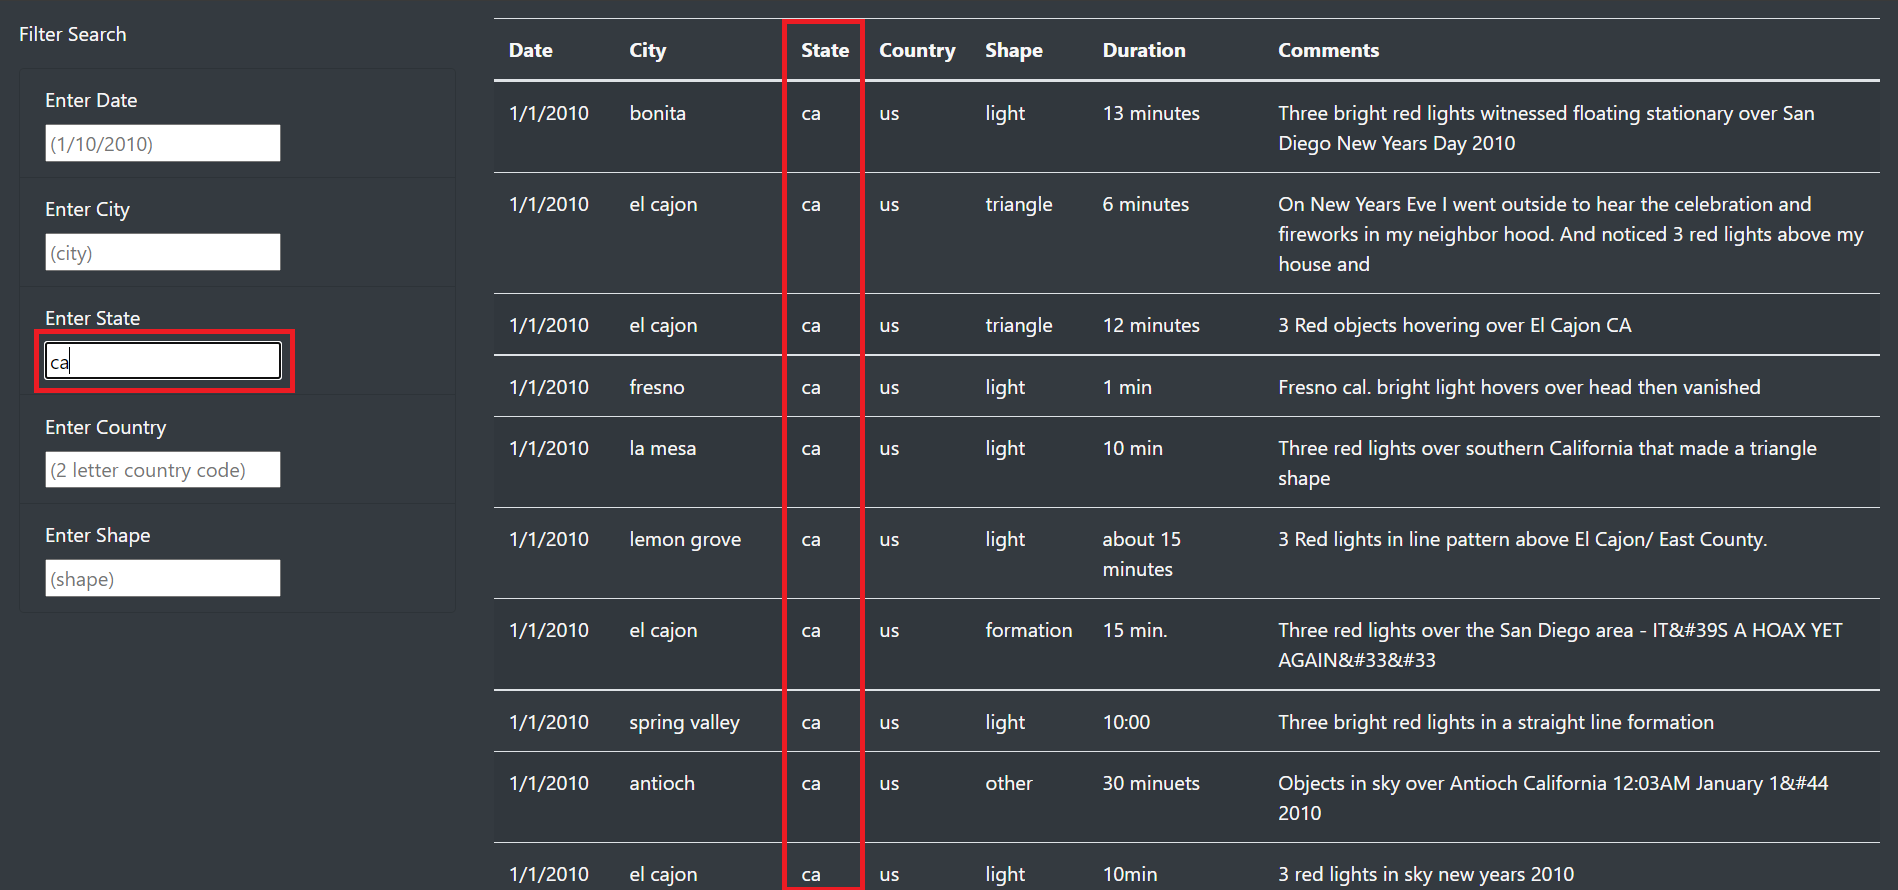 Filter Search
Enter Date
(1/10/2010)
Enter City
(city)
Enter State
ca
Enter Country
(2 letter country code)
Enter Shape
(shape)
Date City State Country Shape Duration Comments
1/1/2010 bonita ca us light 13 minutes Three bright red lights witnessed floating stationary over San
Diego New Years Day 2010
1/1/2010 el cajon ca us triangle 6 minutes On New Years Eve I went outside to hear the celebration and
fireworks in my neighbor hood. And noticed 3 red lights above my
house and
1/1/2010 el cajon ca us triangle 12 minutes 3 Red objects hovering over El Cajon CA
1/1/2010 fresno ca us light 1 min Fresno cal. bright light hovers over head then vanished
1/1/2010 la mesa ca us light 10 min Three red lights over southern California that made a triangle
shape
1/1/2010 lemon grove ca us light about 15 3 Red lights in line pattern above El Cajon/ East County.
minutes
1/1/2010 el cajon ca us formation 15 min. Three red lights over the San Diego area - IT&#39S A HOAX YET
AGAIN&#33&#33
1/1/2010 spring valley ca us light 10:00 Three bright red lights in a straight line formation
1/1/2010 antioch ca us other 30 minuets Objects in sky over Antioch California 12:03AM January 1&#44
2010
1/1/2010 el cajon ca us light 10min 3 red lights in sky new years 2010